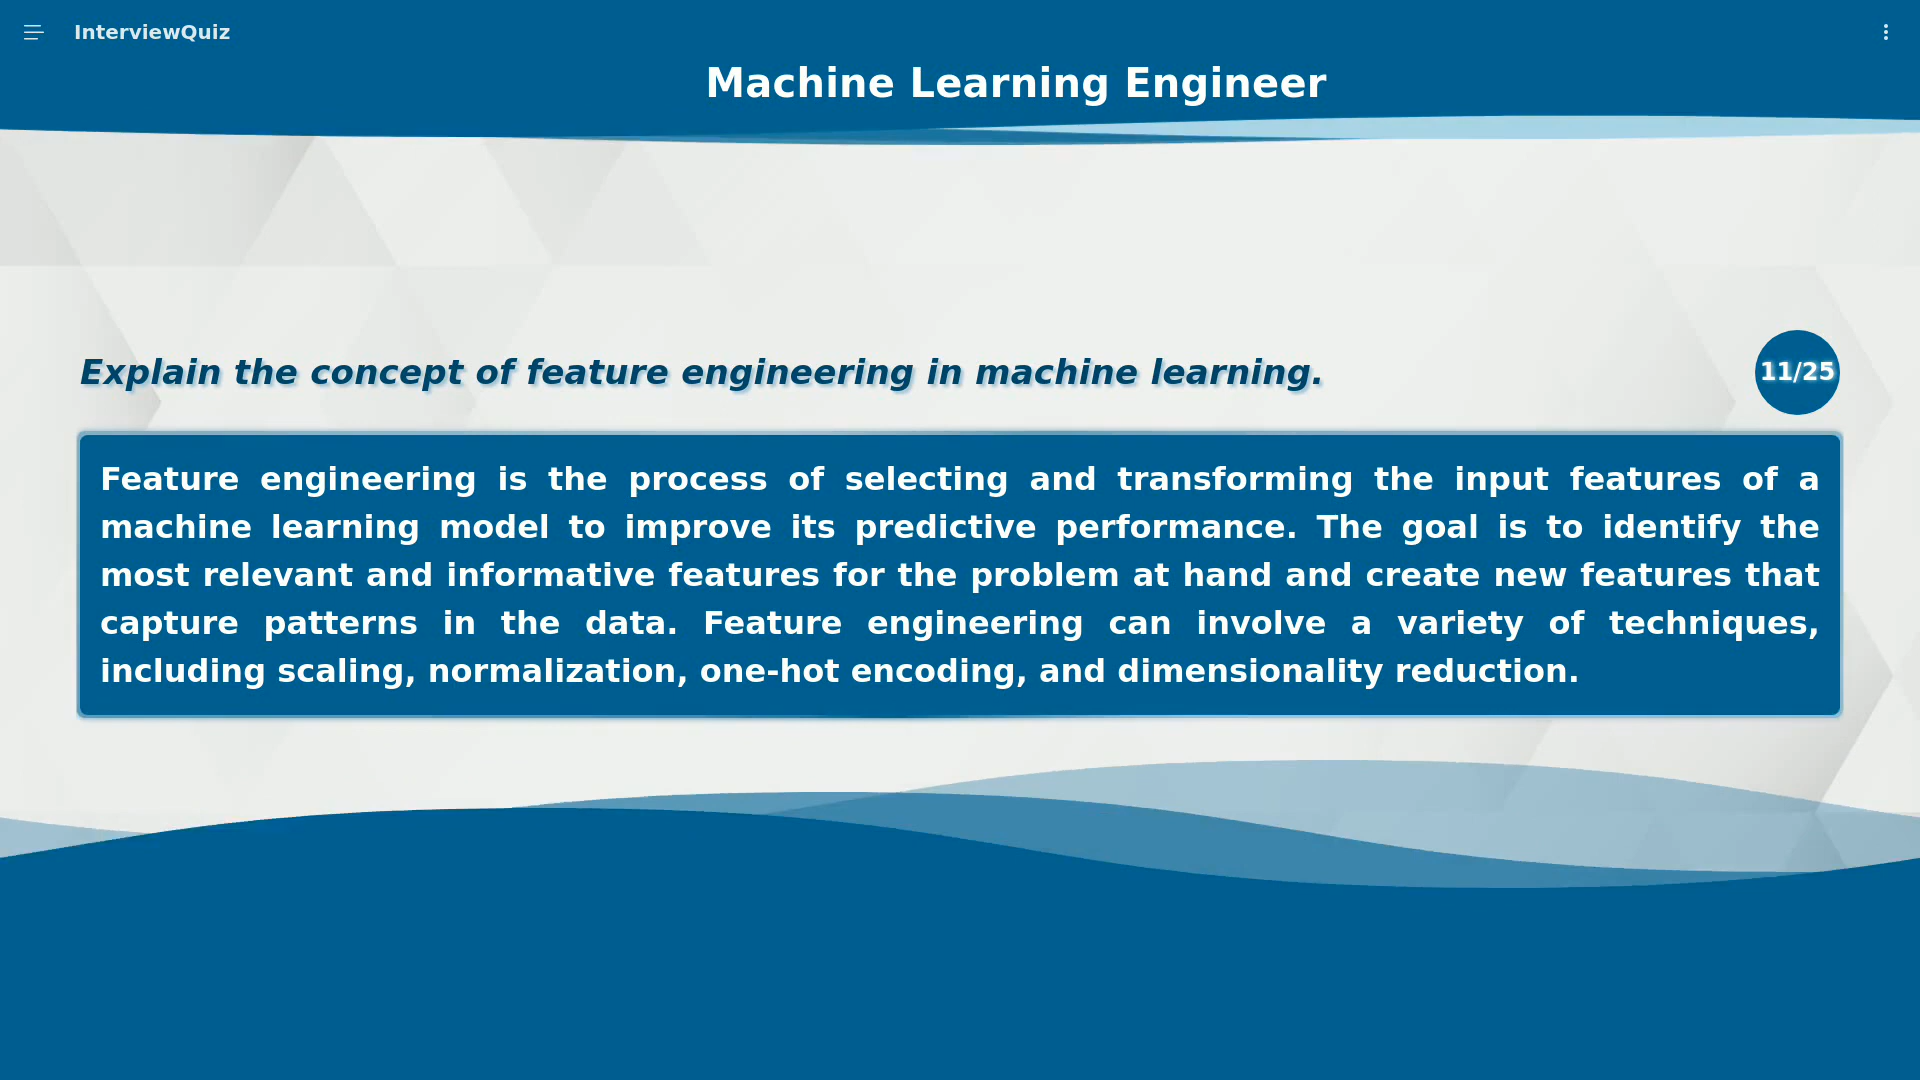 InterviewQuiz
Machine Learning Engineer
Explain the concept of feature engineering in machine learning.
11/25
Feature engineering is the process of selecting and transforming the input features of a
machine learning model to improve its predictive performance. The goal is to identify the
most relevant and informative features for the problem at hand and create new features that
capture patterns in the data. Feature engineering can involve a variety of techniques,
including scaling, normalization, one-hot encoding, and dimensionality reduction.